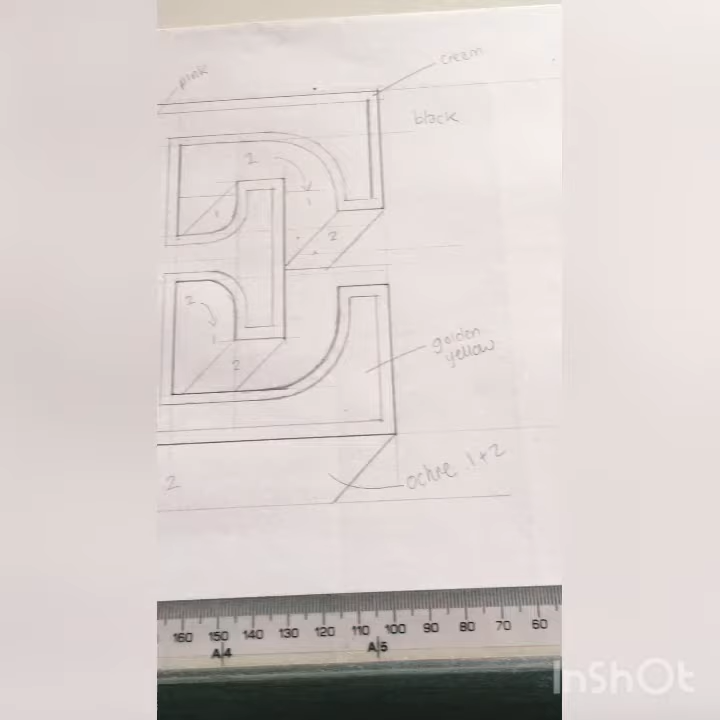 pink
cream
black
2
1
1
2
2
1
2
golden
yellow
ochre 1+2
2
160 150 140 130 120 110 100 90 80 70 60
A4 A5
InShOt